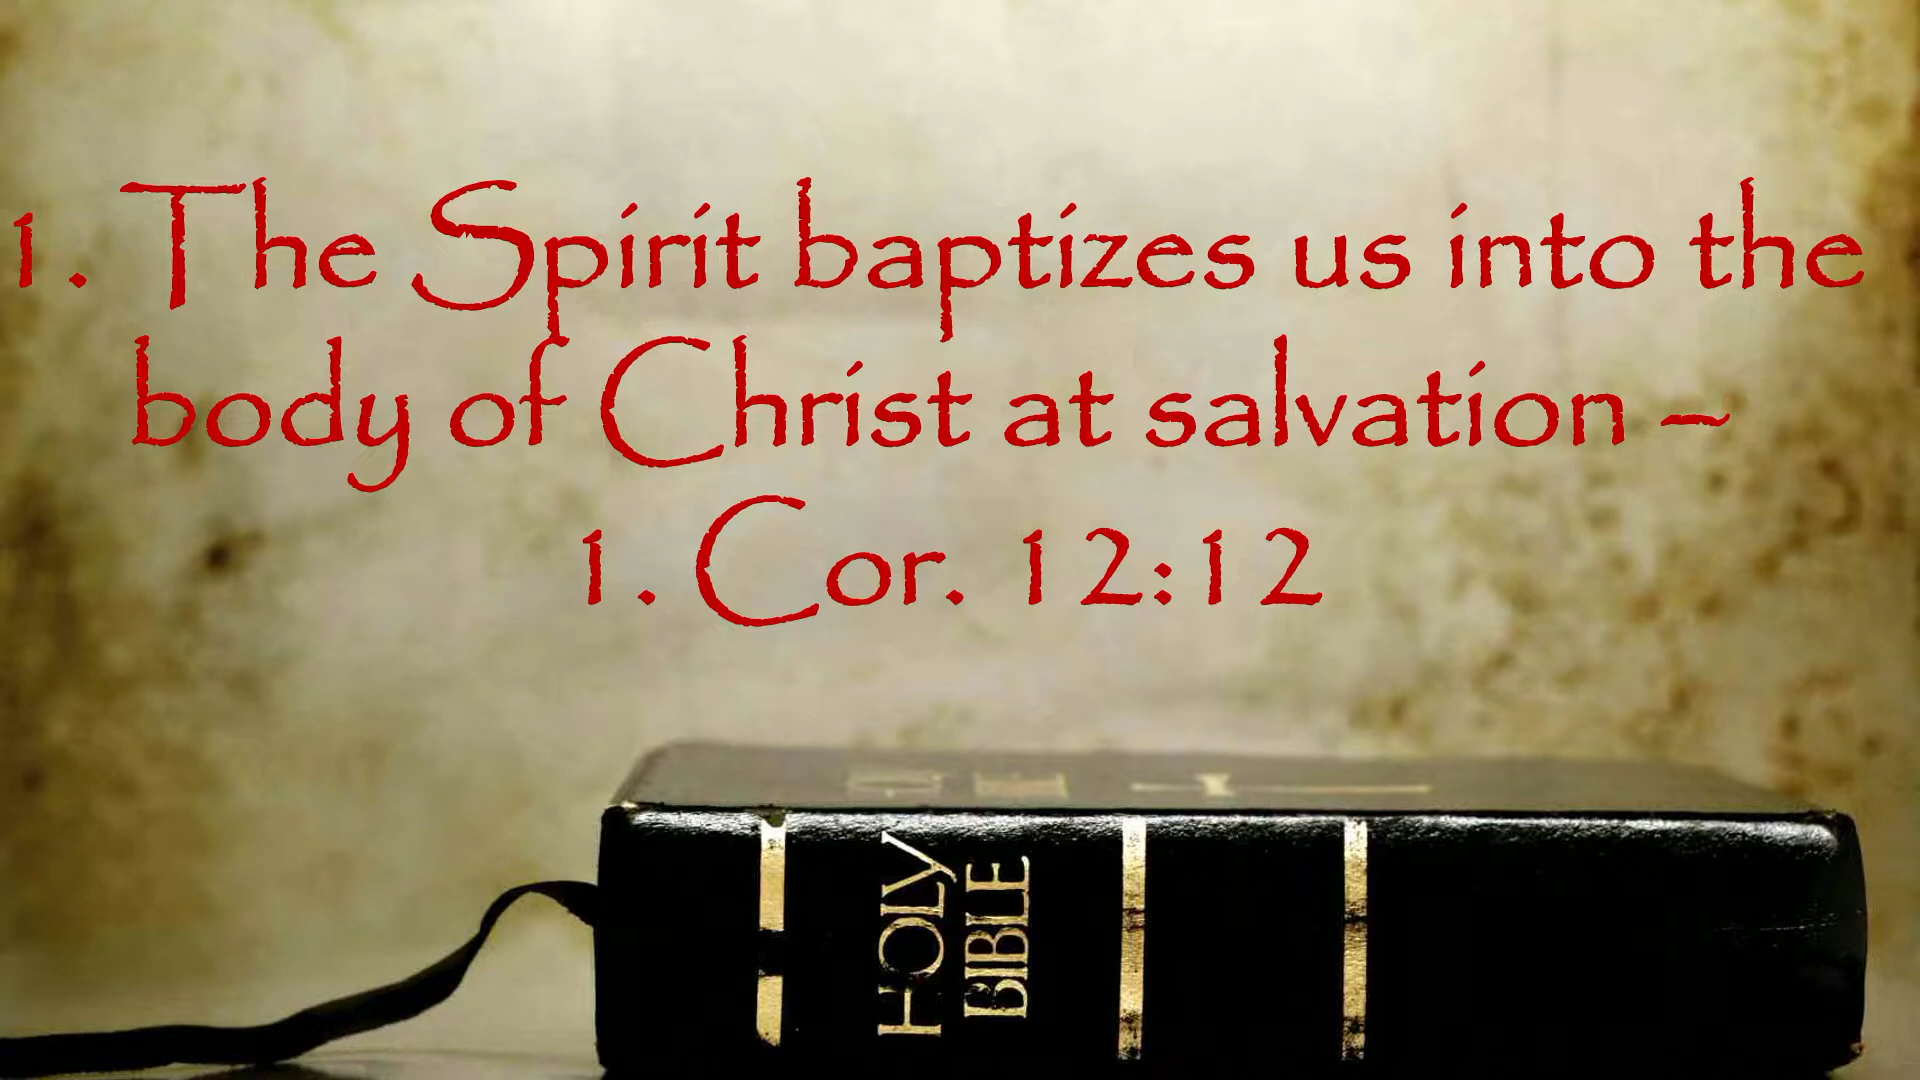 1. The Spirit baptizes us into the
body of Christ at salvation –
1. Cor. 12:12
HOLY
BIBLE